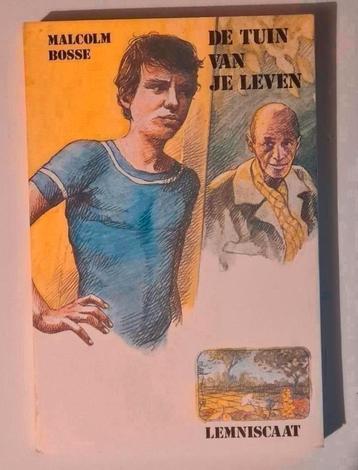 MALCOLM
BOSSE
DE TUIN
VAN
JE LEVEN
LEMNISCAAT